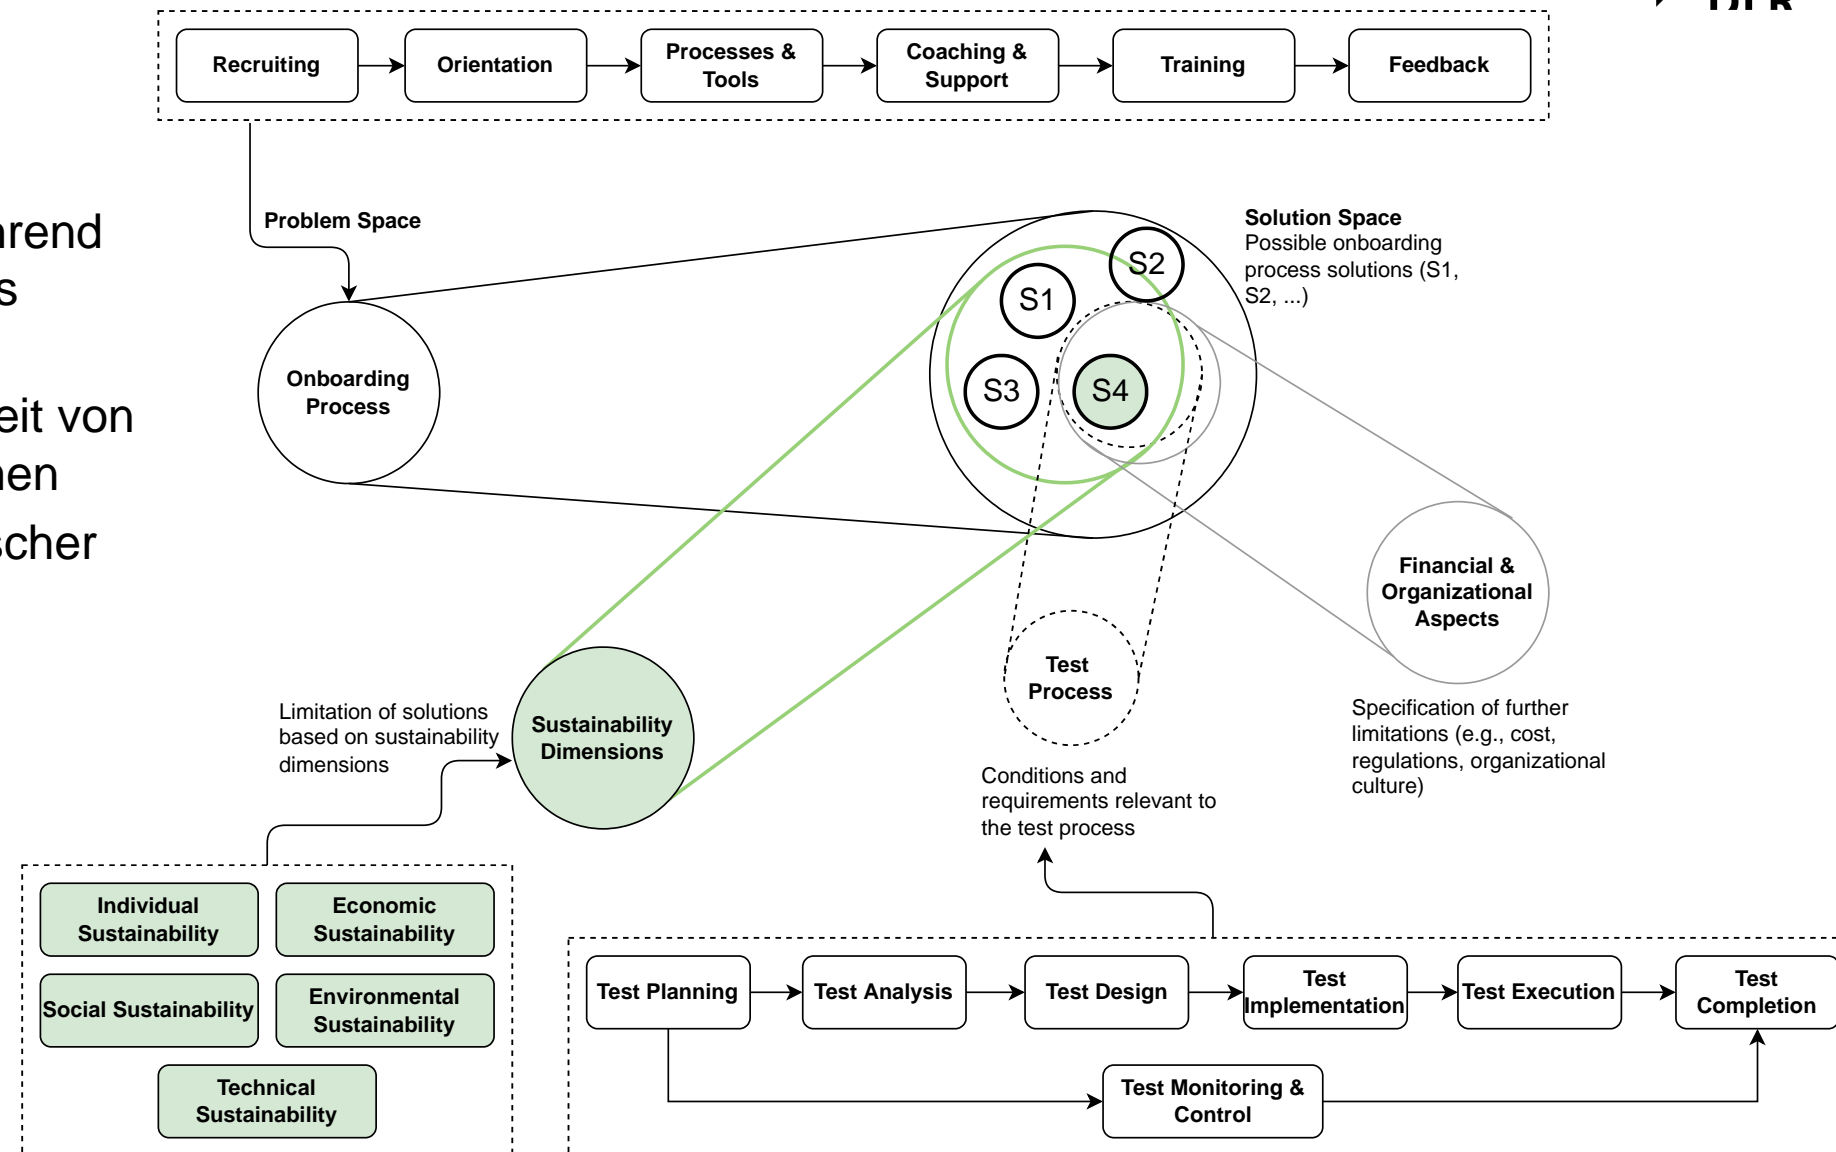 DLR
Recruiting
Orientation
Processes &
Tools
Coaching &
Support
Training
Feedback
Problem Space
Solution Space
Possible onboarding
process solutions (S1,
S2, ...)
hrend
s
eit von
nen
scher
S1
S2
S3
S4
Onboarding
Process
Financial &
Organizational
Aspects
Specification of further
limitations (e.g., cost,
regulations, organizational
culture)
Test
Process
Conditions and
requirements relevant to
the test process
Limitation of solutions
based on sustainability
dimensions
Sustainability
Dimensions
Individual
Sustainability
Economic
Sustainability
Social Sustainability
Environmental
Sustainability
Technical
Sustainability
Test Planning
Test Analysis
Test Design
Test
Implementation
Test Execution
Test
Completion
Test Monitoring &
Control